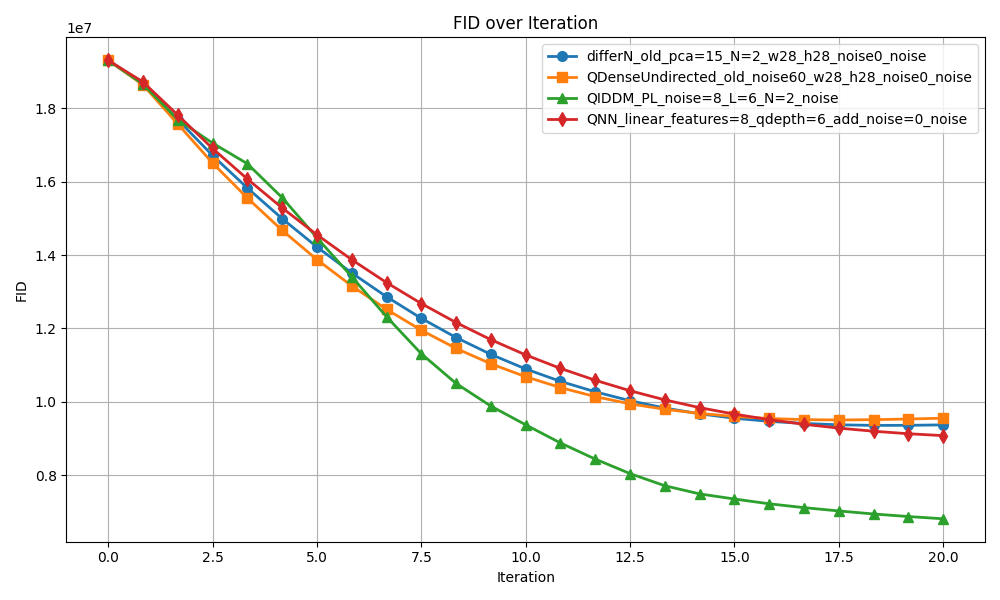 FID over Iteration
1e7
differN_old_pca=15_N=2_w28_h28_noise0_noise
QDenseUndirected_old_noise60_w28_h28_noise0_noise
QIDDM_PL_noise=8_L=6_N=2_noise
QNN_linear_features=8_qdepth=6_add_noise=0_noise
1.8
1.6
1.4
1.2
1.0
0.8
FID
0.0 2.5 5.0 7.5 10.0 12.5 15.0 17.5 20.0
Iteration